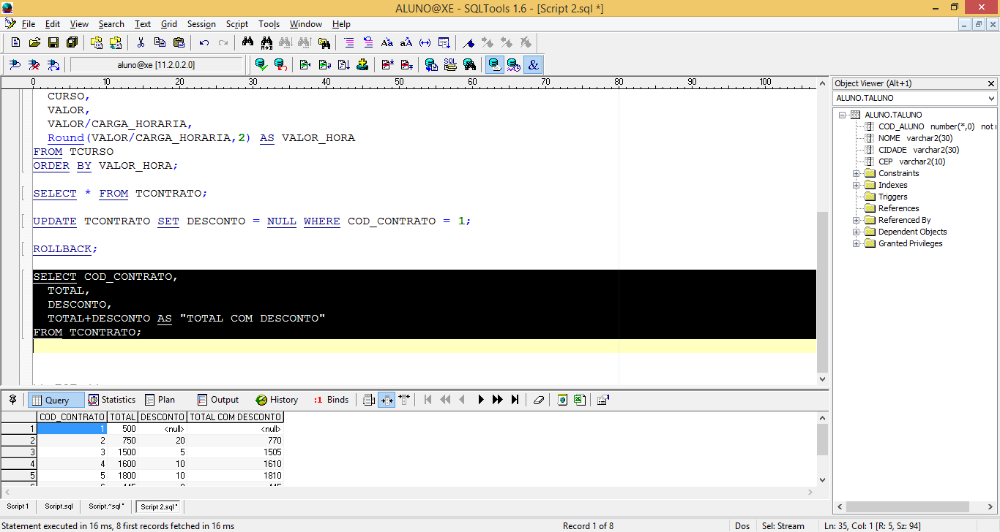 ALUNO@XE - SQLTools 1.6 - [Script 2.sql *]
File Edit View Search Text Grid Session Script Tools Window Help
aluno@xe [11.2.0.2.0]
SQL
&
0 10 20 30 40 50 60 70 80 90 100
CURSO,
VALOR,
VALOR/CARGA_HORARIA,
Round(VALOR/CARGA_HORARIA,2) AS VALOR_HORA
FROM TCURSO
ORDER BY VALOR_HORA;
SELECT * FROM TCONTRATO;
UPDATE TCONTRATO SET DESCONTO = NULL WHERE COD_CONTRATO = 1;
ROLLBACK;
SELECT COD_CONTRATO,
TOTAL,
DESCONTO,
TOTAL+DESCONTO AS "TOTAL COM DESCONTO"
FROM TCONTRATO;
Object Viewer (Alt+1)
ALUNO.TALUNO
ALUNO.TALUNO
COD_ALUNO number(*,0) not
NOME varchar2(30)
CIDADE varchar2(30)
CEP varchar2(10)
Constraints
Indexes
Triggers
References
Referenced By
Dependent Objects
Granted Privileges
Query Statistics Plan Output History :1 Binds
COD_CONTRATO TOTAL DESCONTO TOTAL COM DESCONTO
1 1 500 <null> <null>
2 2 750 20 770
3 3 1500 5 1505
4 4 1600 10 1610
5 5 1800 10 1810
Script 1 Script.sql Script.~sql * Script 2.sql *
Statement executed in 16 ms, 8 first records fetched in 16 ms Record 1 of 8 Dos Sel: Stream Ln: 35, Col: 1 [R: 5, Sz: 94]